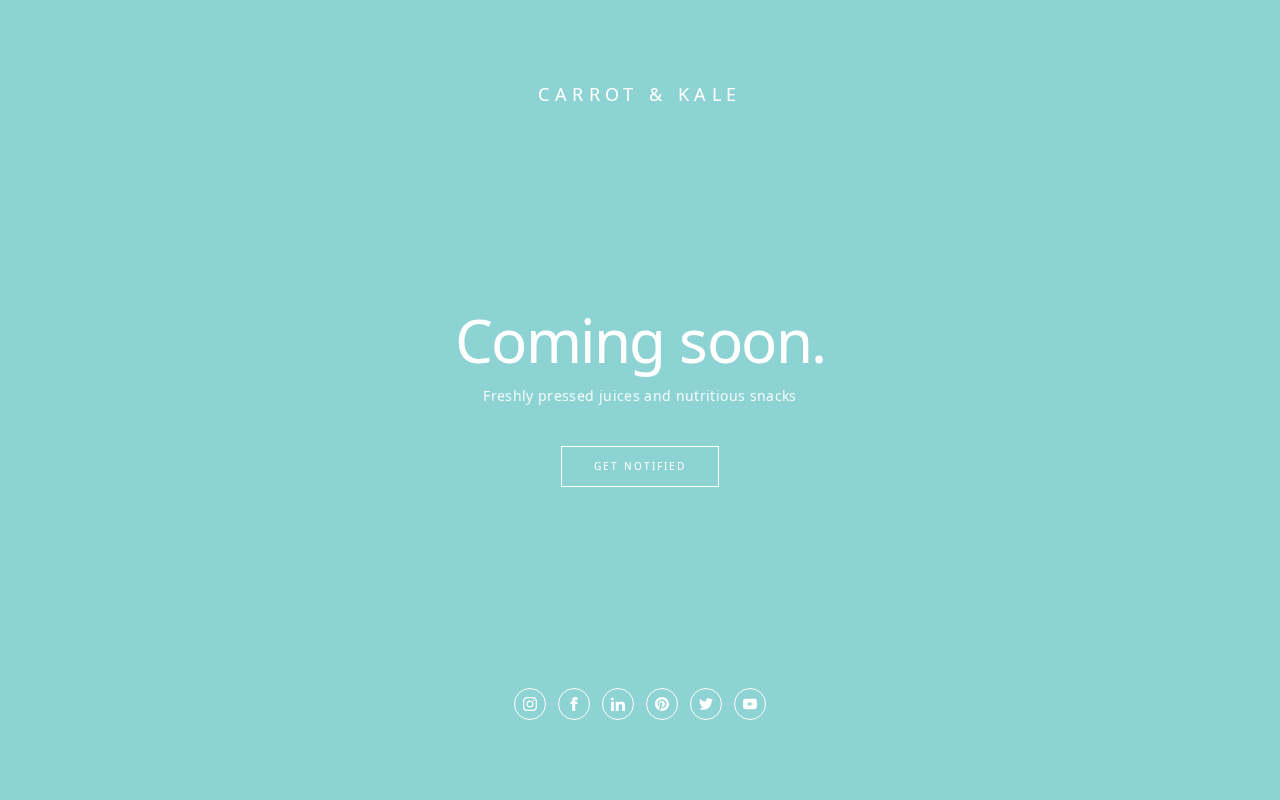 CARROT & KALE
Coming soon.
Freshly pressed juices and nutritious snacks
GET NOTIFIED